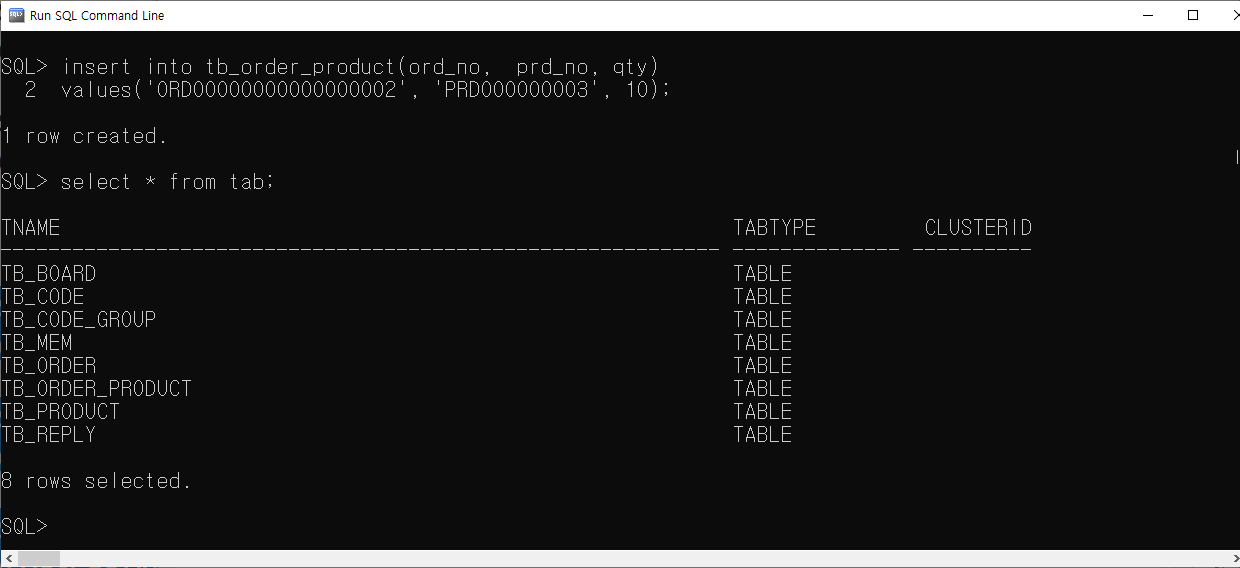 Run SQL Command Line
SQL> insert into tb_order_product(ord_no,  prd_no, qty)
  2  values('ORD00000000000000002', 'PRD000000003', 10);
1 row created.
SQL> select * from tab;
TNAME                                                        TABTYPE         CLUSTERID
------------------------------------------------------------ -------------- ----------
TB_BOARD                                                     TABLE
TB_CODE                                                      TABLE
TB_CODE_GROUP                                                TABLE
TB_MEM                                                       TABLE
TB_ORDER                                                     TABLE
TB_ORDER_PRODUCT                                             TABLE
TB_PRODUCT                                                   TABLE
TB_REPLY                                                     TABLE
8 rows selected.
SQL>